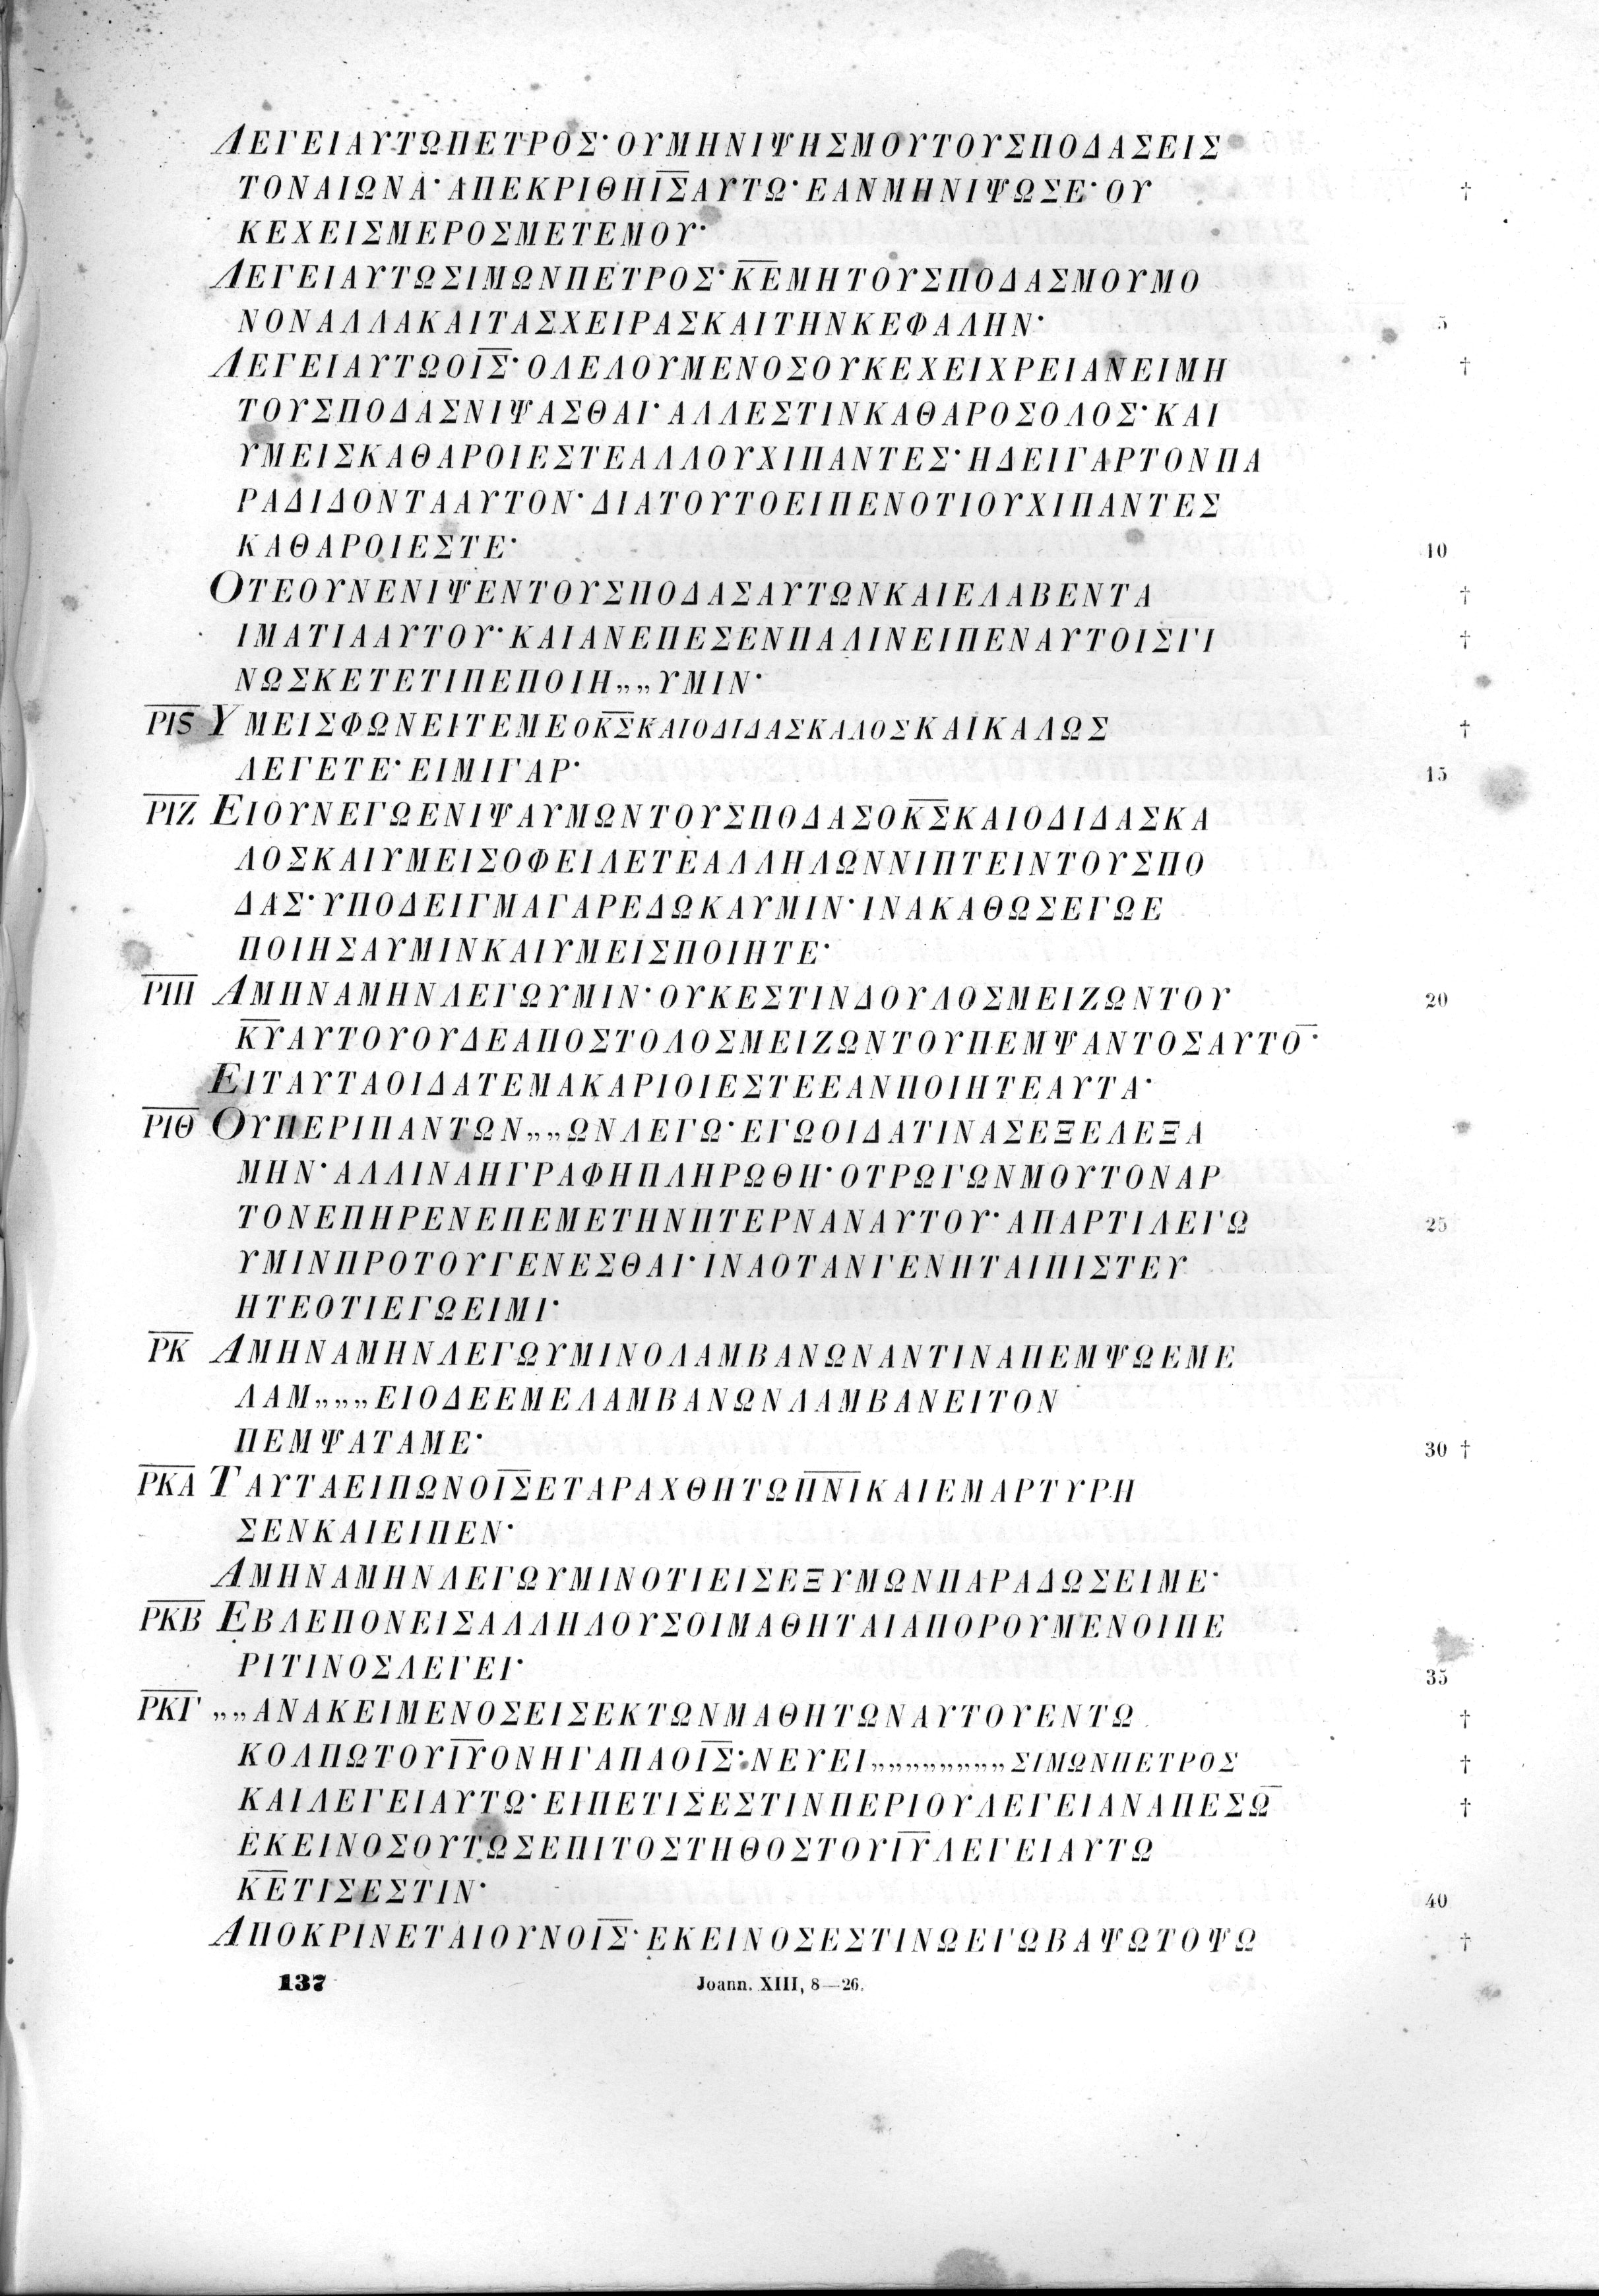 ΛΕΓΕΙΑΥΤΩΠΕΤΡΟΣ· ΟΥΜΗΝΙΨΗΣΜΟΥΤΟΥΣΠΟΔΑΣΕΙΣ
ΤΟΝΑΙΩΝΑ· ΑΠΕΚΡΙΘΗΙ̅Σ̅ΑΥΤΩ· ΕΑΝΜΗΝΙΨΩΣΕ· ΟΥ †
ΚΕΧΕΙΣΜΕΡΟΣΜΕΤΕΜΟΥ·
ΛΕΓΕΙΑΥΤΩΣΙΜΩΝΠΕΤΡΟΣ· Κ̅Ε̅ΜΗΤΟΥΣΠΟΔΑΣΜΟΥΜΟ
ΝΟΝΑΛΛΑΚΑΙΤΑΣΧΕΙΡΑΣΚΑΙΤΗΝΚΕΦΑΛΗΝ· 5
ΛΕΓΕΙΑΥΤΩΟΙ̅Σ̅· ΟΛΕΛΟΥΜΕΝΟΣΟΥΚΕΧΕΙΧΡΕΙΑΝΕΙΜΗ †
ΤΟΥΣΠΟΔΑΣΝΙΨΑΣΘΑΙ· ΑΛΛΕΣΤΙΝΚΑΘΑΡΟΣΟΛΟΣ· ΚΑΙ
ΥΜΕΙΣΚΑΘΑΡΟΙΕΣΤΕΑΛΛΟΥΧΙΠΑΝΤΕΣ· ΗΔΕΙΓΑΡΤΟΝΠΑ
ΡΑΔΙΔΟΝΤΑΑΥΤΟΝ· ΔΙΑΤΟΥΤΟΕΙΠΕΝΟΤΙΟΥΧΙΠΑΝΤΕΣ
ΚΑΘΑΡΟΙΕΣΤΕ· 10
ΟΤΕΟΥΝΕΝΙΨΕΝΤΟΥΣΠΟΔΑΣΑΥΤΩΝΚΑΙΕΛΑΒΕΝΤΑ †
ΙΜΑΤΙΑΑΥΤΟΥ· ΚΑΙΑΝΕΠΕΣΕΝΠΑΛΙΝΕΙΠΕΝΑΥΤΟΙΣΓΙ †
ΝΩΣΚΕΤΕΤΙΠΕΠΟΙΗ„„ΥΜΙΝ·
Ρ̅Ι̅Ϛ̅ ΥΜΕΙΣΦΩΝΕΙΤΕΜΕΟΚ̅Σ̅ΚΑΙΟΔΙΔΑΣΚΑΛΟΣΚΑΙΚΑΛΩΣ †
ΛΕΓΕΤΕ· ΕΙΜΙΓΑΡ· 15
Ρ̅Ι̅Ζ̅ ΕΙΟΥΝΕΓΩΕΝΙΨΑΥΜΩΝΤΟΥΣΠΟΔΑΣΟΚ̅Σ̅ΚΑΙΟΔΙΔΑΣΚΑ
ΛΟΣΚΑΙΥΜΕΙΣΟΦΕΙΛΕΤΕΑΛΛΗΛΩΝΝΙΠΤΕΙΝΤΟΥΣΠΟ
ΔΑΣ· ΥΠΟΔΕΙΓΜΑΓΑΡΕΔΩΚΑΥΜΙΝ· ΙΝΑΚΑΘΩΣΕΓΩΕ
ΠΟΙΗΣΑΥΜΙΝΚΑΙΥΜΕΙΣΠΟΙΗΤΕ·
Ρ̅Ι̅Η̅ ΑΜΗΝΑΜΗΝΛΕΓΩΥΜΙΝ· ΟΥΚΕΣΤΙΝΔΟΥΛΟΣΜΕΙΖΩΝΤΟΥ 20
Κ̅Υ̅ΑΥΤΟΥΟΥΔΕΑΠΟΣΤΟΛΟΣΜΕΙΖΩΝΤΟΥΠΕΜΨΑΝΤΟΣΑΥΤΟ̅·
ΕΙΤΑΥΤΑΟΙΔΑΤΕΜΑΚΑΡΙΟΙΕΣΤΕΕΑΝΠΟΙΗΤΕΑΥΤΑ·
Ρ̅Ι̅Θ̅ ΟΥΠΕΡΙΠΑΝΤΩΝ„„ΩΝΛΕΓΩ· ΕΓΩΟΙΔΑΤΙΝΑΣΕΞΕΛΕΞΑ
ΜΗΝ· ΑΛΛΙΝΑΗΓΡΑΦΗΠΛΗΡΩΘΗ· ΟΤΡΩΓΩΝΜΟΥΤΟΝΑΡ
ΤΟΝΕΠΗΡΕΝΕΠΕΜΕΤΗΝΠΤΕΡΝΑΝΑΥΤΟΥ· ΑΠΑΡΤΙΛΕΓΩ 25
ΥΜΙΝΠΡΟΤΟΥΓΕΝΕΣΘΑΙ· ΙΝΑΟΤΑΝΓΕΝΗΤΑΙΠΙΣΤΕΥ
ΗΤΕΟΤΙΕΓΩΕΙΜΙ·
Ρ̅Κ̅ ΑΜΗΝΑΜΗΝΛΕΓΩΥΜΙΝΟΛΑΜΒΑΝΩΝΑΝΤΙΝΑΠΕΜΨΩΕΜΕ
ΛΑΜ„„„ΕΙΟΔΕΕΜΕΛΑΜΒΑΝΩΝΛΑΜΒΑΝΕΙΤΟΝ
ΠΕΜΨΑΤΑΜΕ· 30 †
Ρ̅Κ̅Α̅ ΤΑΥΤΑΕΙΠΩΝΟΙ̅Σ̅ΕΤΑΡΑΧΘΗΤΩΠ̅Ν̅Ι̅ΚΑΙΕΜΑΡΤΥΡΗ
ΣΕΝΚΑΙΕΙΠΕΝ·
ΑΜΗΝΑΜΗΝΛΕΓΩΥΜΙΝΟΤΙΕΙΣΕΞΥΜΩΝΠΑΡΑΔΩΣΕΙΜΕ·
Ρ̅Κ̅Β̅ ΕΒΛΕΠΟΝΕΙΣΑΛΛΗΛΟΥΣΟΙΜΑΘΗΤΑΙΑΠΟΡΟΥΜΕΝΟΙΠΕ
ΡΙΤΙΝΟΣΛΕΓΕΙ· 35
Ρ̅Κ̅Γ̅ „„ΑΝΑΚΕΙΜΕΝΟΣΕΙΣΕΚΤΩΝΜΑΘΗΤΩΝΑΥΤΟΥΕΝΤΩ †
ΚΟΛΠΩΤΟΥΙ̅Υ̅ΟΝΗΓΑΠΑΟΙ̅Σ̅· ΝΕΥΕΙ„„„„„„„„ΣΙΜΩΝΠΕΤΡΟΣ †
ΚΑΙΛΕΓΕΙΑΥΤΩ· ΕΙΠΕΤΙΣΕΣΤΙΝΠΕΡΙΟΥΛΕΓΕΙΑΝΑΠΕΣΩ̅ †
ΕΚΕΙΝΟΣΟΥΤΩΣΕΠΙΤΟΣΤΗΘΟΣΤΟΥΙ̅Υ̅ΛΕΓΕΙΑΥΤΩ
Κ̅Ε̅ΤΙΣΕΣΤΙΝ· 40
ΑΠΟΚΡΙΝΕΤΑΙΟΥΝΟΙ̅Σ̅· ΕΚΕΙΝΟΣΕΣΤΙΝΩΕΓΩΒΑΨΩΤΟΨΩ †
137 Joann. XIII, 8—26.